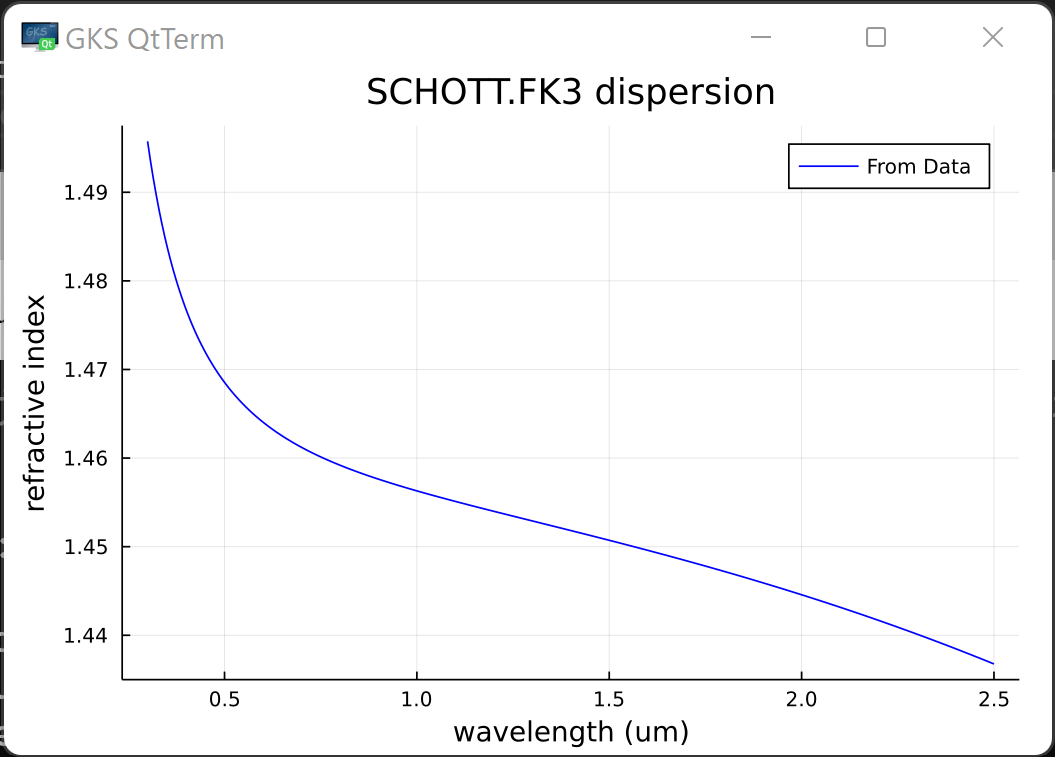 GKS QtTerm
SCHOTT.FK3 dispersion
From Data
refractive index
1.49
1.48
1.47
1.46
1.45
1.44
0.5 1.0 1.5 2.0 2.5
wavelength (um)